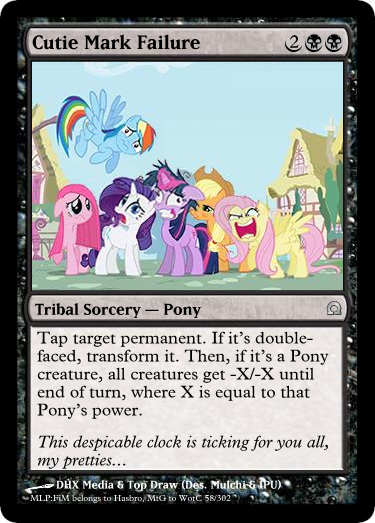 Cutie Mark Failure 2
Tribal Sorcery — Pony
Tap target permanent. If it's double-
faced, transform it. Then, if it's a Pony
creature, all creatures get -X/-X until
end of turn, where X is equal to that
Pony's power.
This despicable clock is ticking for you all,
my pretties…
DHX Media & Top Draw (Des. Mulchi & IPU)
MLP:FiM belongs to Hasbro, MtG to WotC 58/302